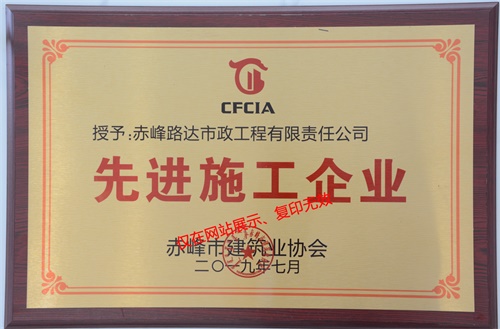 CFCIA
授予:赤峰路达市政工程有限责任公司
先进施工企业
仅在网站展示、复印无效
赤峰市建筑业协会
二〇一九年七月